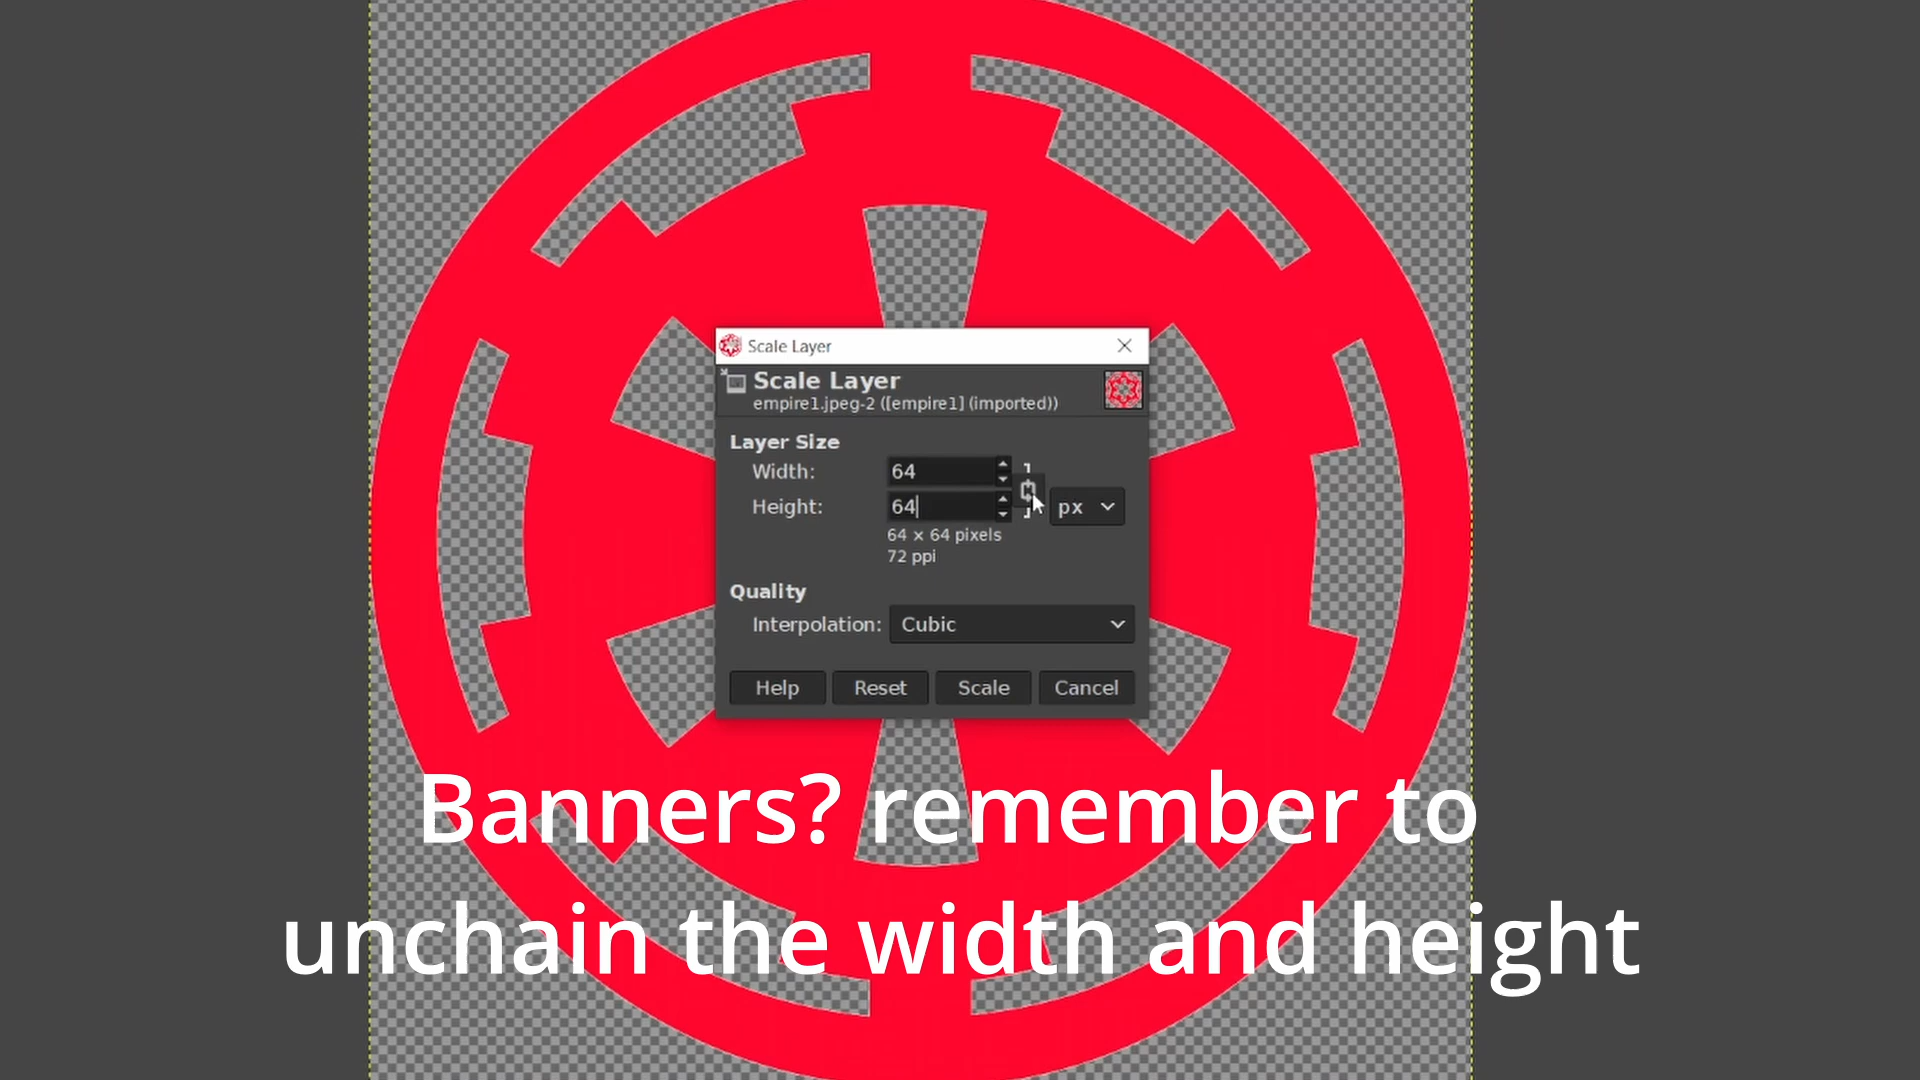 Scale Layer
Scale Layer
empire1.jpeg-2 ([empire1] (imported))
Layer Size
Width: 64
Height: 64 px
64 × 64 pixels
72 ppi
Quality
Interpolation: Cubic
Help Reset Scale Cancel
Banners? remember to
unchain the width and height